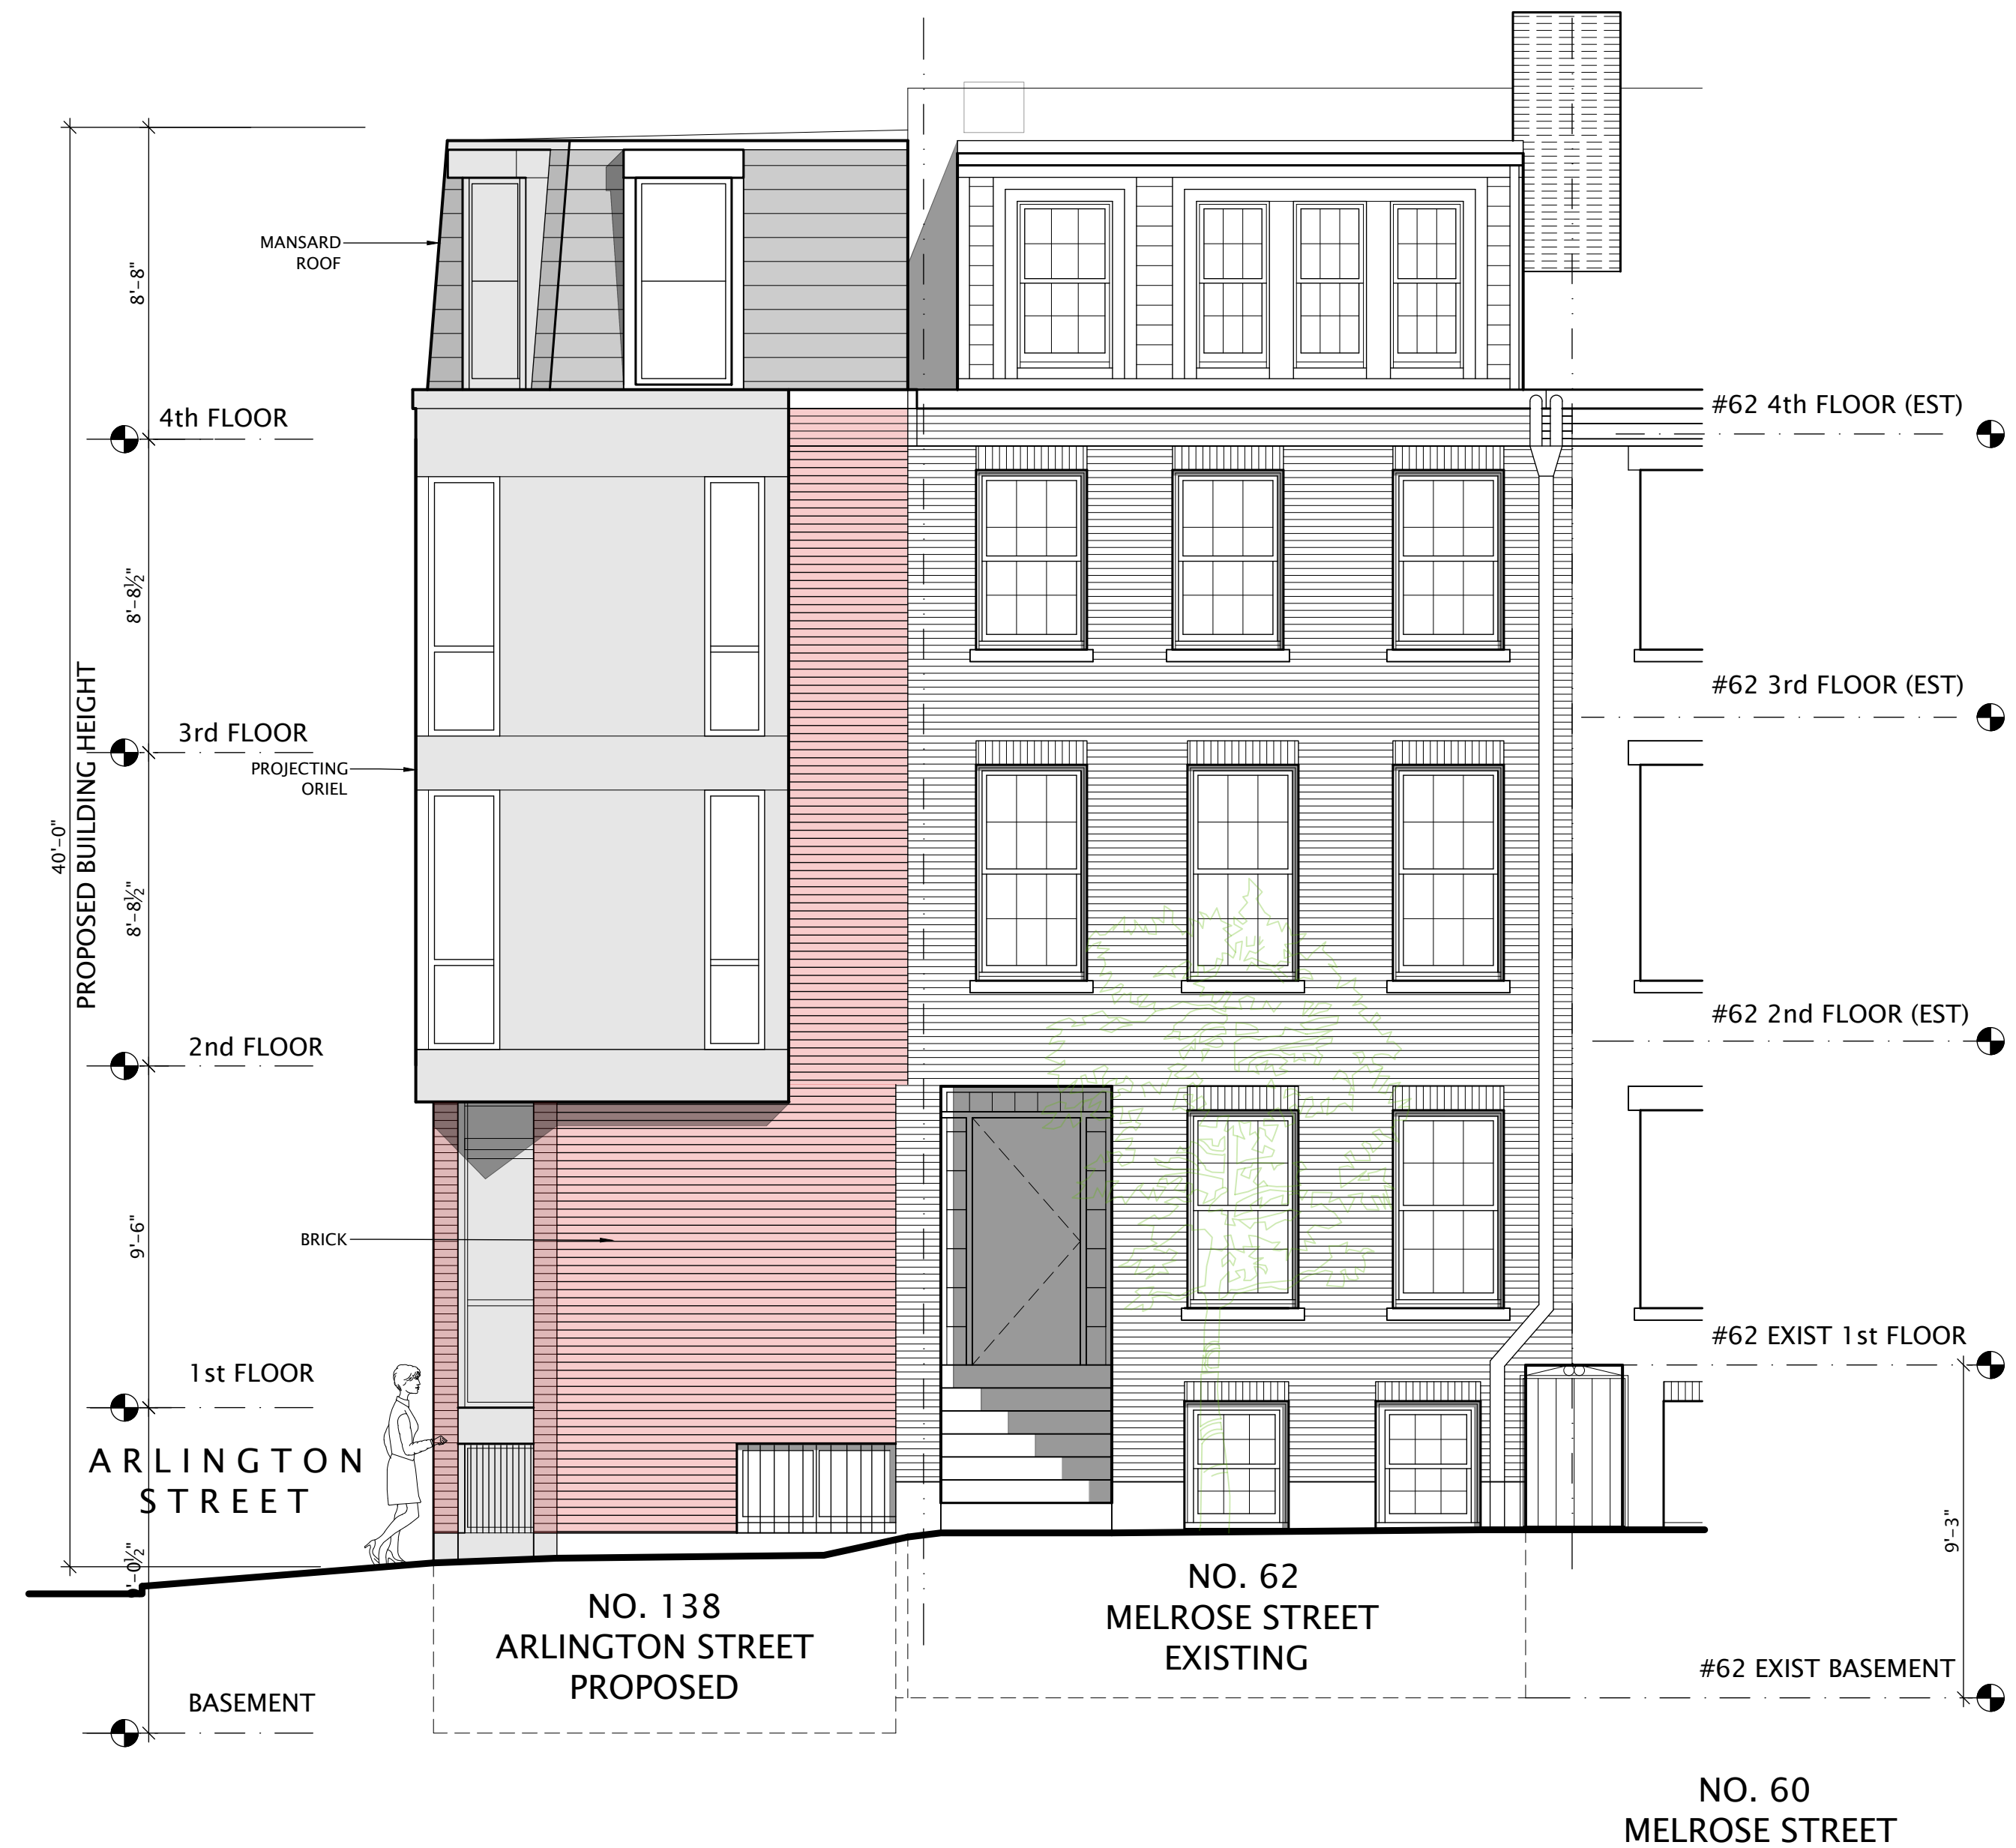 MANSARD
ROOF
8'-8"
4th FLOOR
#62 4th FLOOR (EST)
8'-8½"
#62 3rd FLOOR (EST)
3rd FLOOR
PROJECTING
ORIEL
40'-0"
PROPOSED BUILDING HEIGHT
8'-8½"
#62 2nd FLOOR (EST)
2nd FLOOR
9'-6"
BRICK
#62 EXIST 1st FLOOR
1st FLOOR
ARLINGTON
STREET
9'-3"
NO. 138
ARLINGTON STREET
PROPOSED
NO. 62
MELROSE STREET
EXISTING
#62 EXIST BASEMENT
BASEMENT
NO. 60
MELROSE STREET